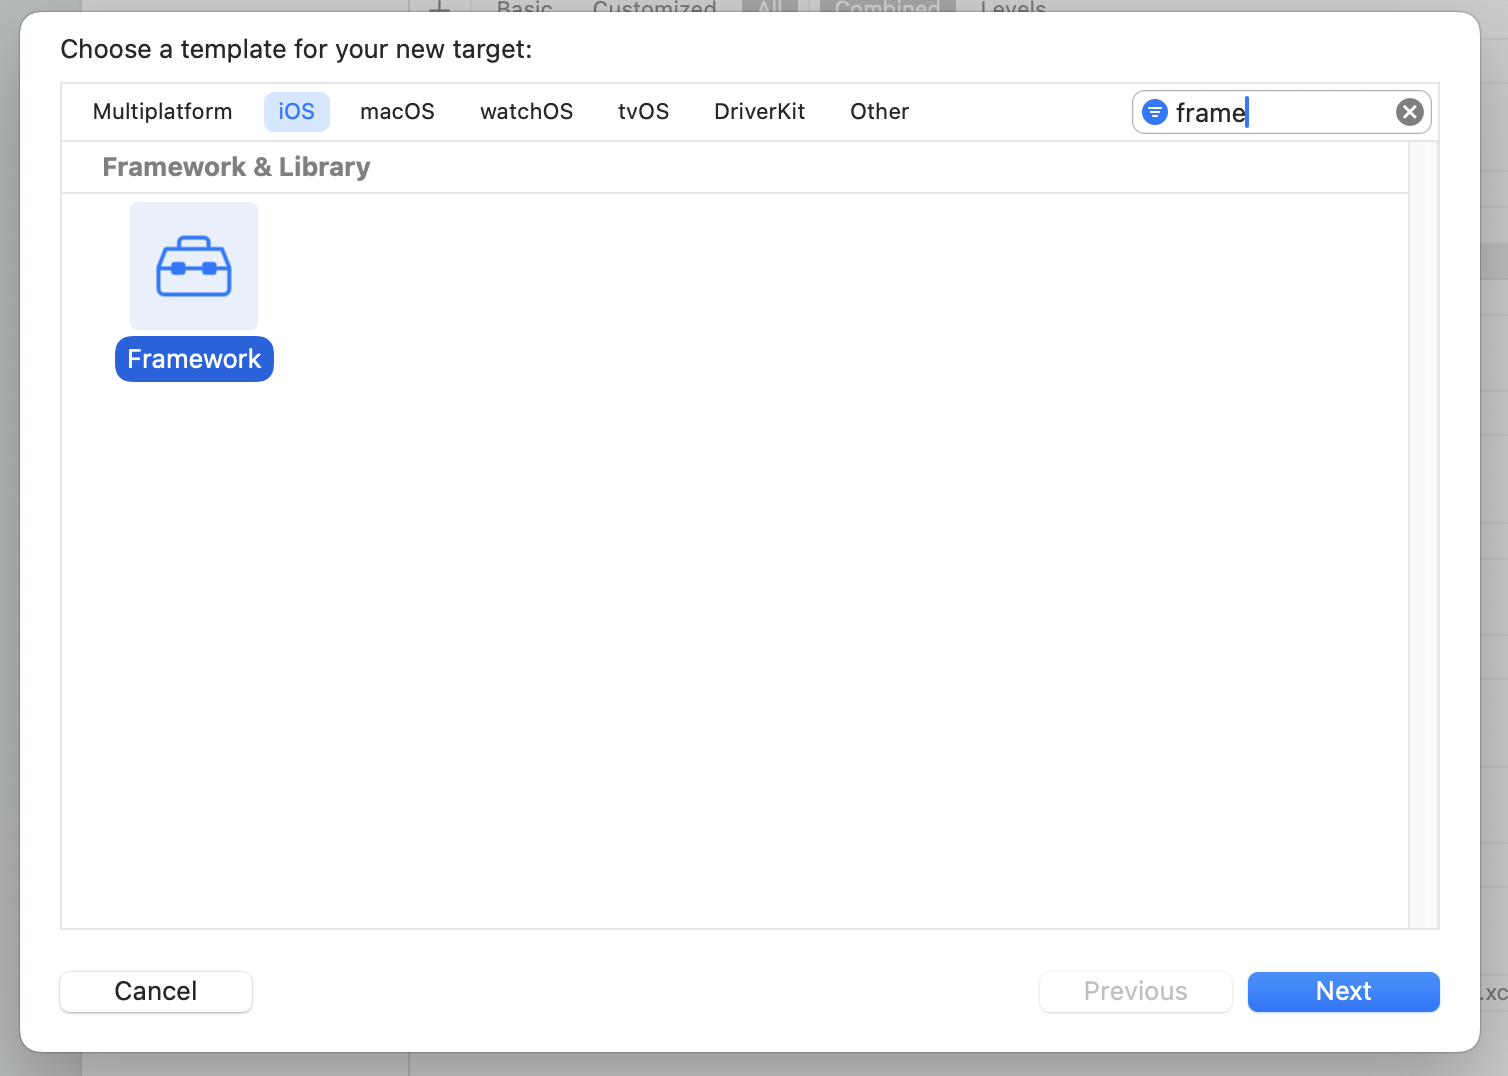 Basic Customized All Combined Levels
Choose a template for your new target:
Multiplatform iOS macOS watchOS tvOS DriverKit Other frame
Framework & Library
Framework
Cancel Previous Next
.xc